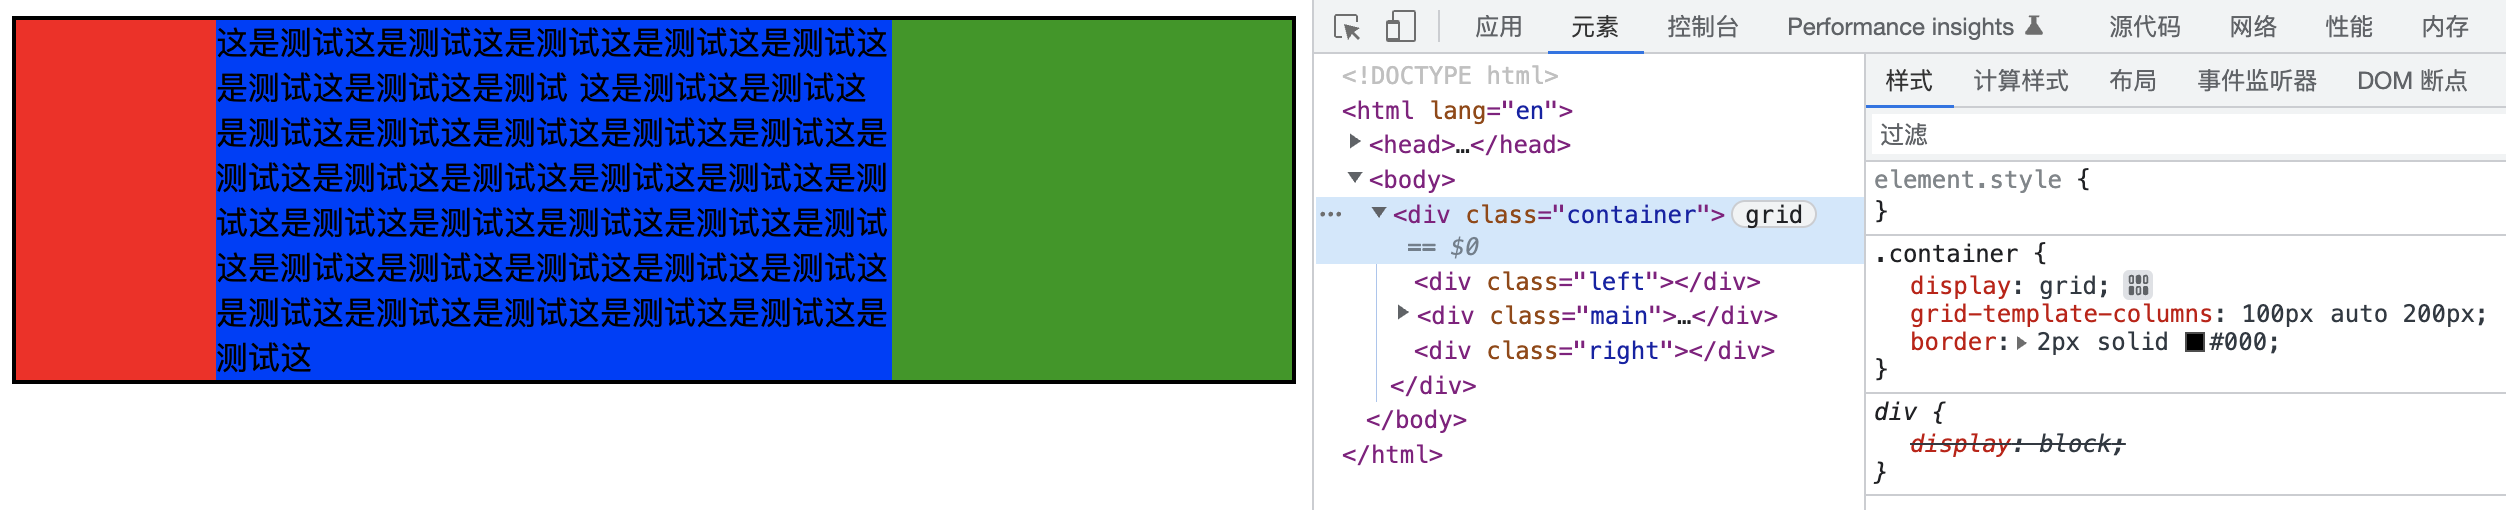 这是测试这是测试这是测试这是测试这是测试这
是测试这是测试这是测试 这是测试这是测试这
是测试这是测试这是测试这是测试这是测试这是
测试这是测试这是测试这是测试这是测试这是测
试这是测试这是测试这是测试这是测试这是测试
这是测试这是测试这是测试这是测试这是测试这
是测试这是测试这是测试这是测试这是测试这是
测试这
应用 元素 控制台 Performance insights 源代码 网络 性能 内存
<!DOCTYPE html>
<html lang="en">
<head>…</head>
<body>
<div class="container"> grid
== $0
<div class="left"></div>
<div class="main">…</div>
<div class="right"></div>
</div>
</body>
</html>
样式 计算样式 布局 事件监听器 DOM 断点
过滤
element.style {
}
.container {
display: grid;
grid-template-columns: 100px auto 200px;
border: 2px solid #000;
}
div {
display: block;
}